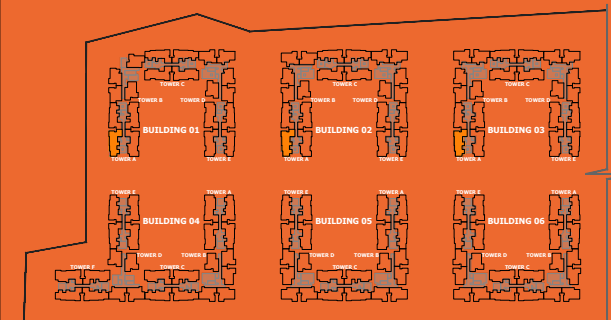 TOWER C TOWER C TOWER C
TOWER B TOWER D TOWER B TOWER D TOWER B TOWER D
BUILDING 01 BUILDING 02 BUILDING 03
TOWER A TOWER E TOWER A TOWER E TOWER A TOWER E
TOWER E TOWER A TOWER E TOWER A TOWER E TOWER A
BUILDING 04 BUILDING 05 BUILDING 06
TOWER D TOWER B TOWER D TOWER B TOWER D TOWER B
TOWER F TOWER C TOWER C TOWER C